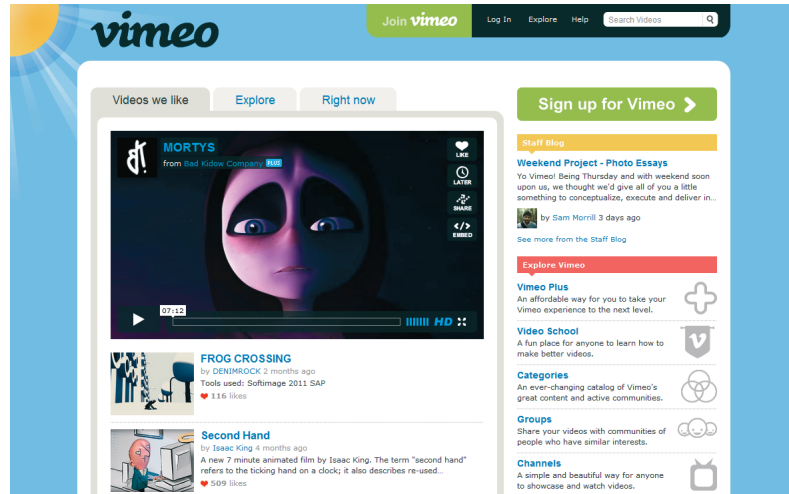 vimeo
Join vimeo
Log In
Explore
Help
Search Videos
Videos we like
Explore
Right now
MORTYS
from Bad Kidow Company PLUS
LIKE
LATER
SHARE
EMBED
07:12
HD
FROG CROSSING
by DENIMROCK 2 months ago
Tools used: Softimage 2011 SAP
116 likes
Second Hand
by Isaac King 4 months ago
A new 7 minute animated film by Isaac King. The term "second hand"
refers to the ticking hand on a clock; it also describes re-used...
509 likes
Sign up for Vimeo
Staff Blog
Weekend Project - Photo Essays
Yo Vimeo! Being Thursday and with weekend soon
upon us, we thought we'd give all of you a little
something to conceptualize, execute and deliver in...
by Sam Morrill 3 days ago
See more from the Staff Blog
Explore Vimeo
Vimeo Plus
An affordable way for you to take your
Vimeo experience to the next level.
Video School
A fun place for anyone to learn how to
make better videos.
Categories
An ever-changing catalog of Vimeo's
great content and active communities.
Groups
Share your videos with communities of
people who have similar interests.
Channels
A simple and beautiful way for anyone
to showcase and watch videos.